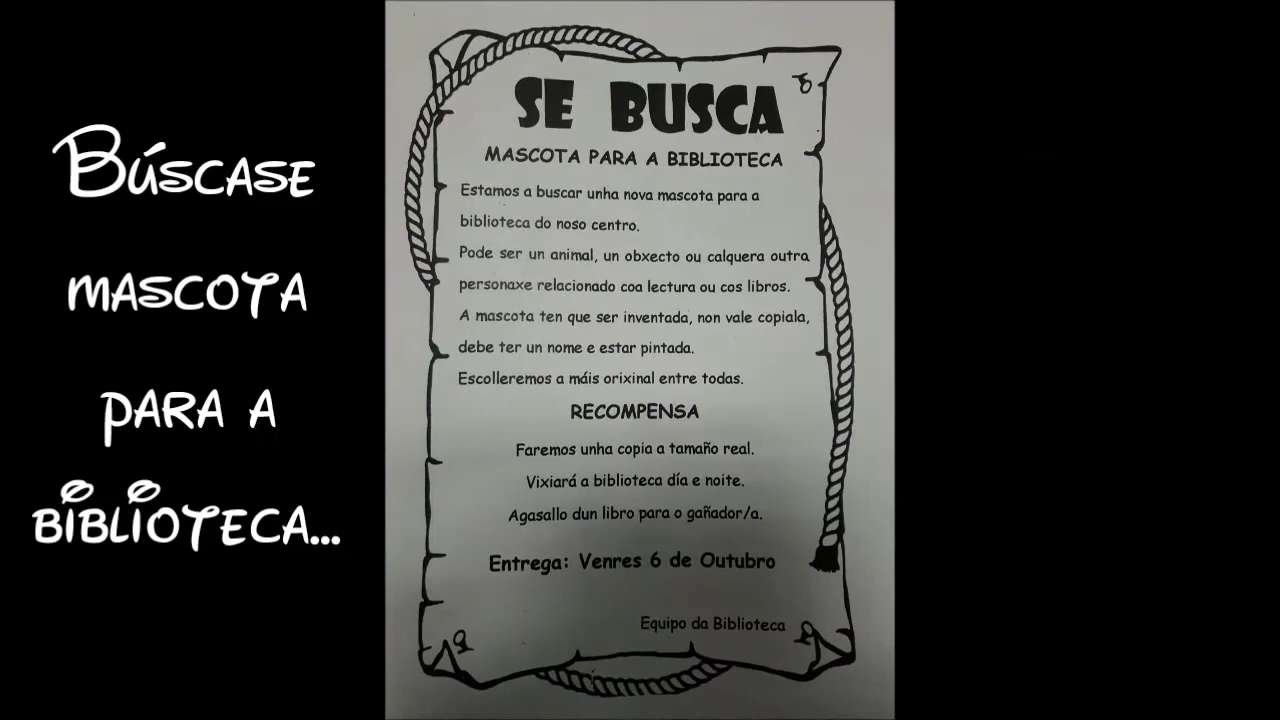 Búscase
mascota
para a
biblioteca...
SE BUSCA
MASCOTA PARA A BIBLIOTECA
Estamos a buscar unha nova mascota para a
biblioteca do noso centro.
Pode ser un animal, un obxecto ou calquera outra
personaxe relacionado coa lectura ou cos libros.
A mascota ten que ser inventada, non vale copiala,
debe ter un nome e estar pintada.
Escolleremos a máis orixinal entre todas.
RECOMPENSA
Faremos unha copia a tamaño real.
Vixiará a biblioteca día e noite.
Agasallo dun libro para o gañador/a.
Entrega: Venres 6 de Outubro
Equipo da Biblioteca